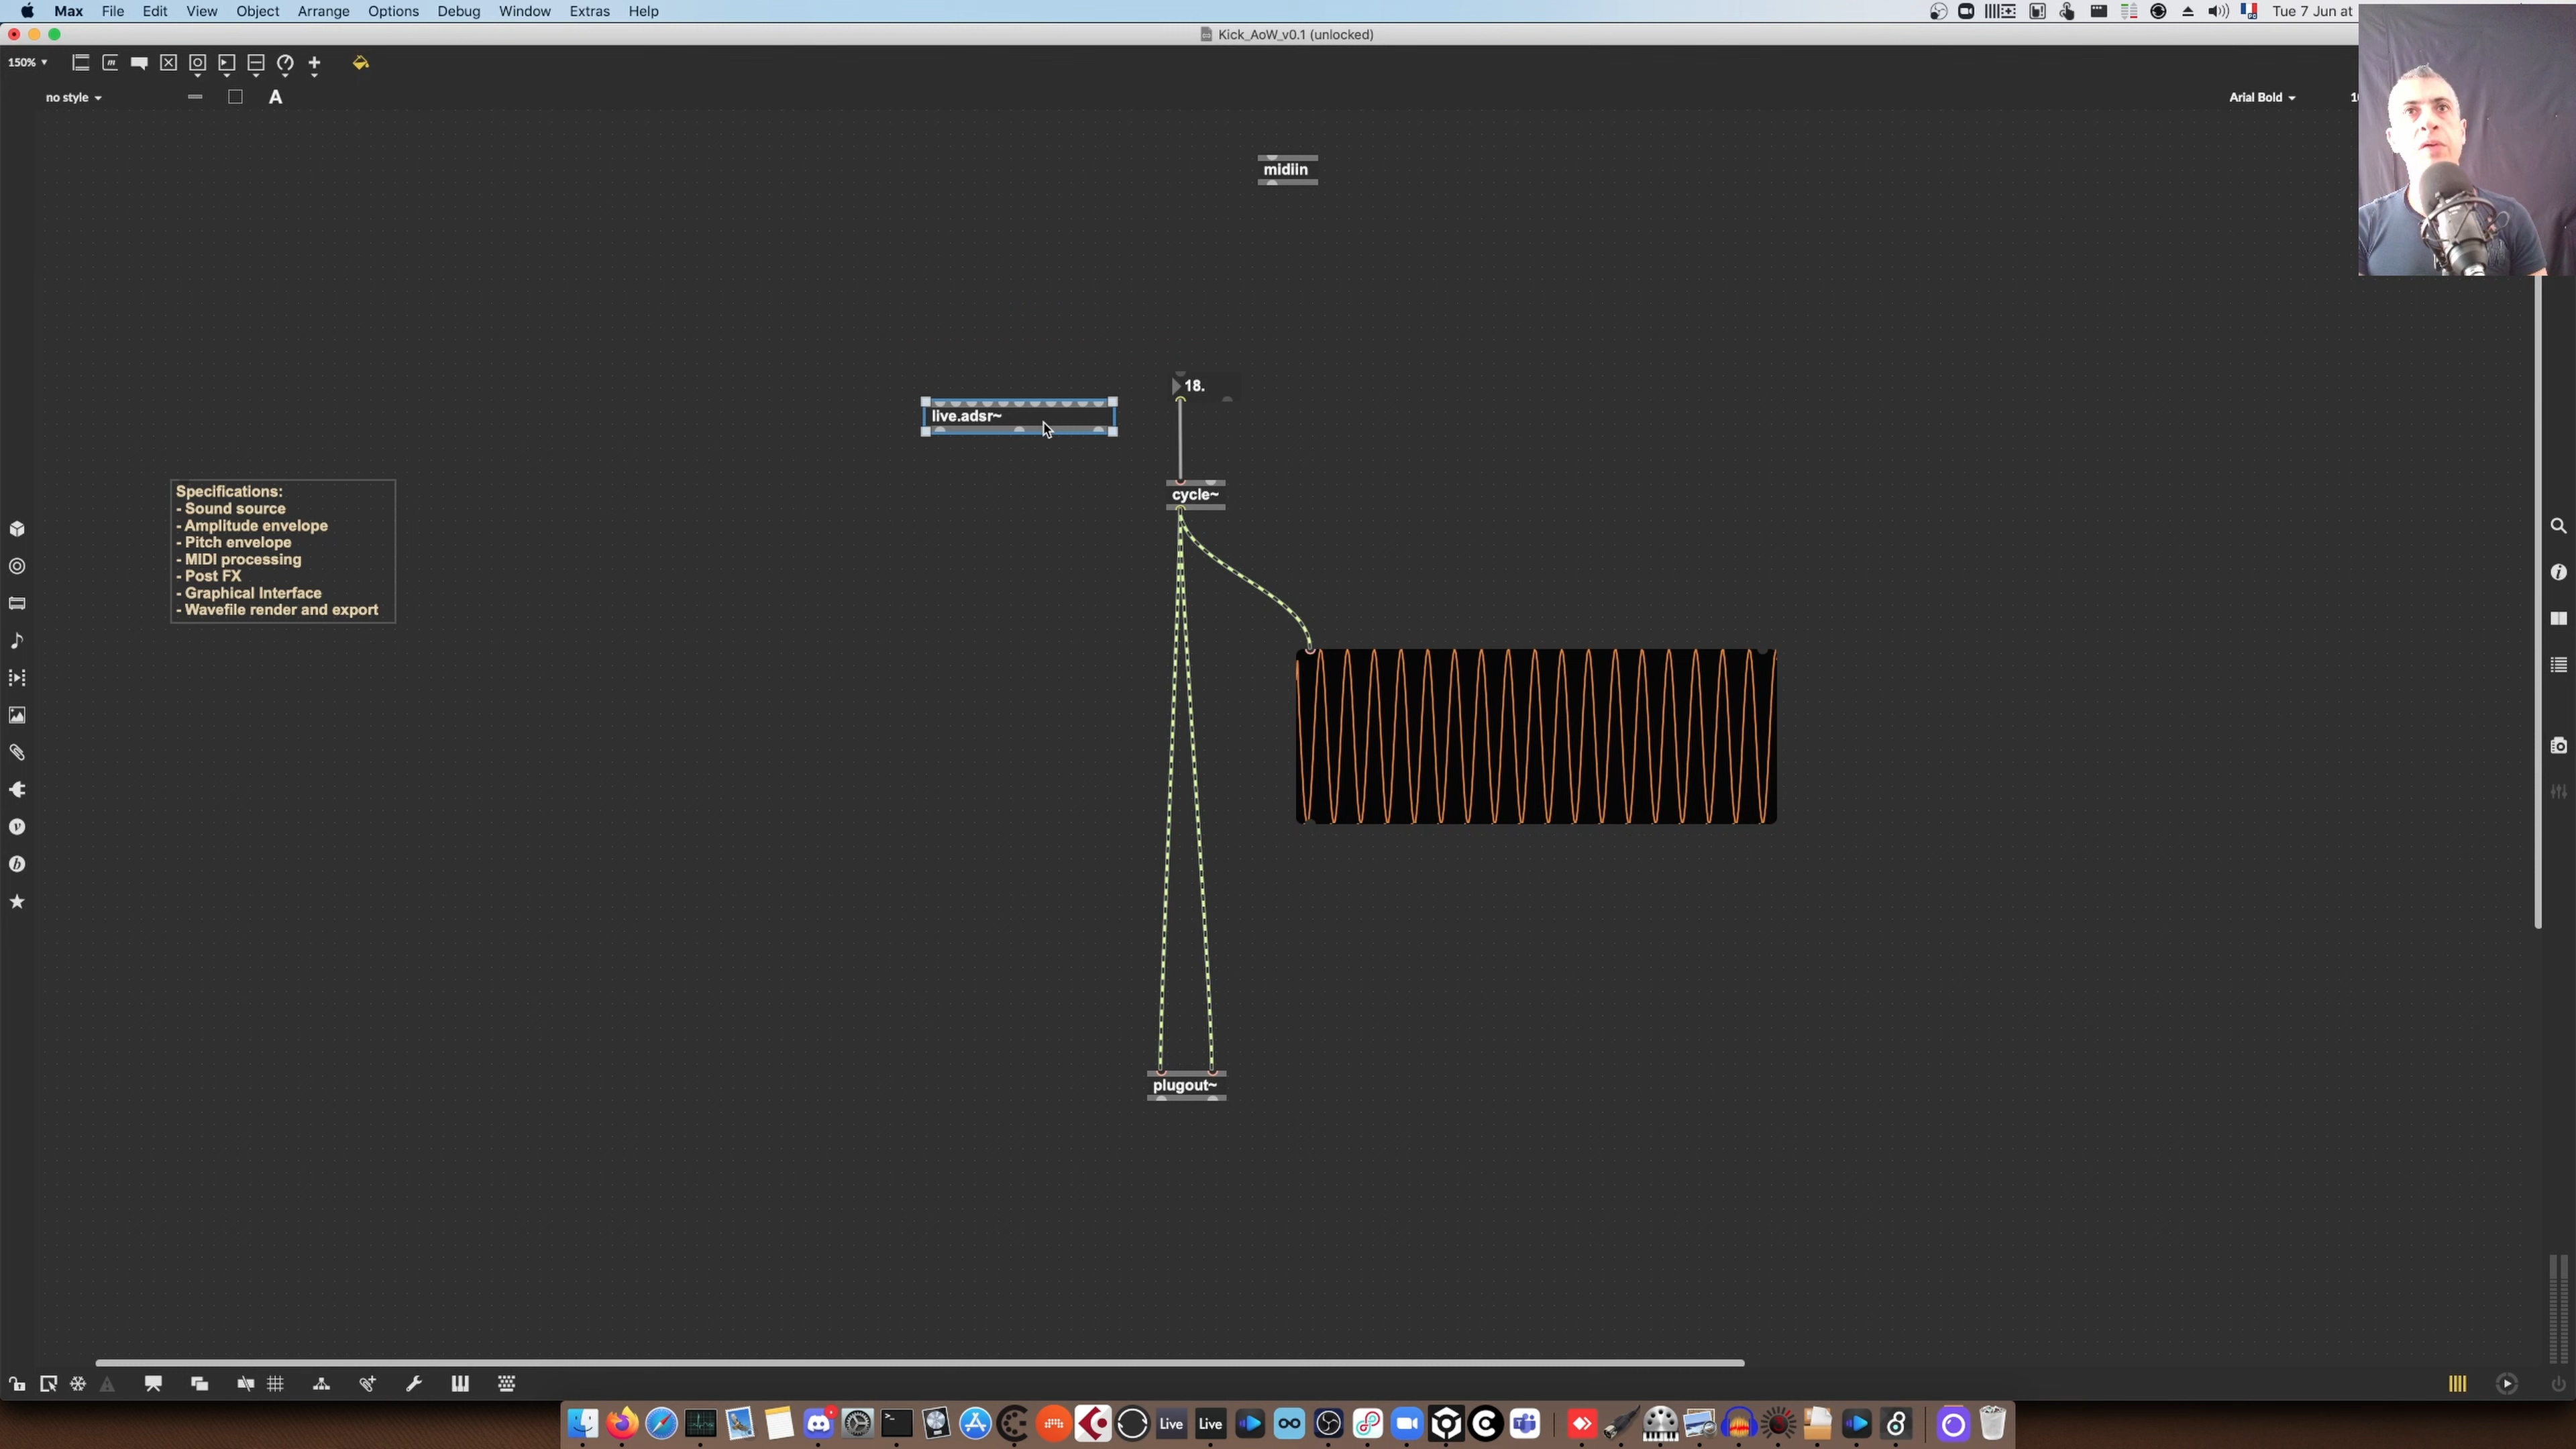 Max File Edit View Object Arrange Options Debug Window Extras Help
Tue 7 Jun at
Kick_AoW_v0.1 (unlocked)
150%
no style
A
Arial Bold
midiin
18.
live.adsr~
cycle~
Specifications:
- Sound source
- Amplitude envelope
- Pitch envelope
- MIDI processing
- Post FX
- Graphical Interface
- Wavefile render and export
plugout~
Live
Live